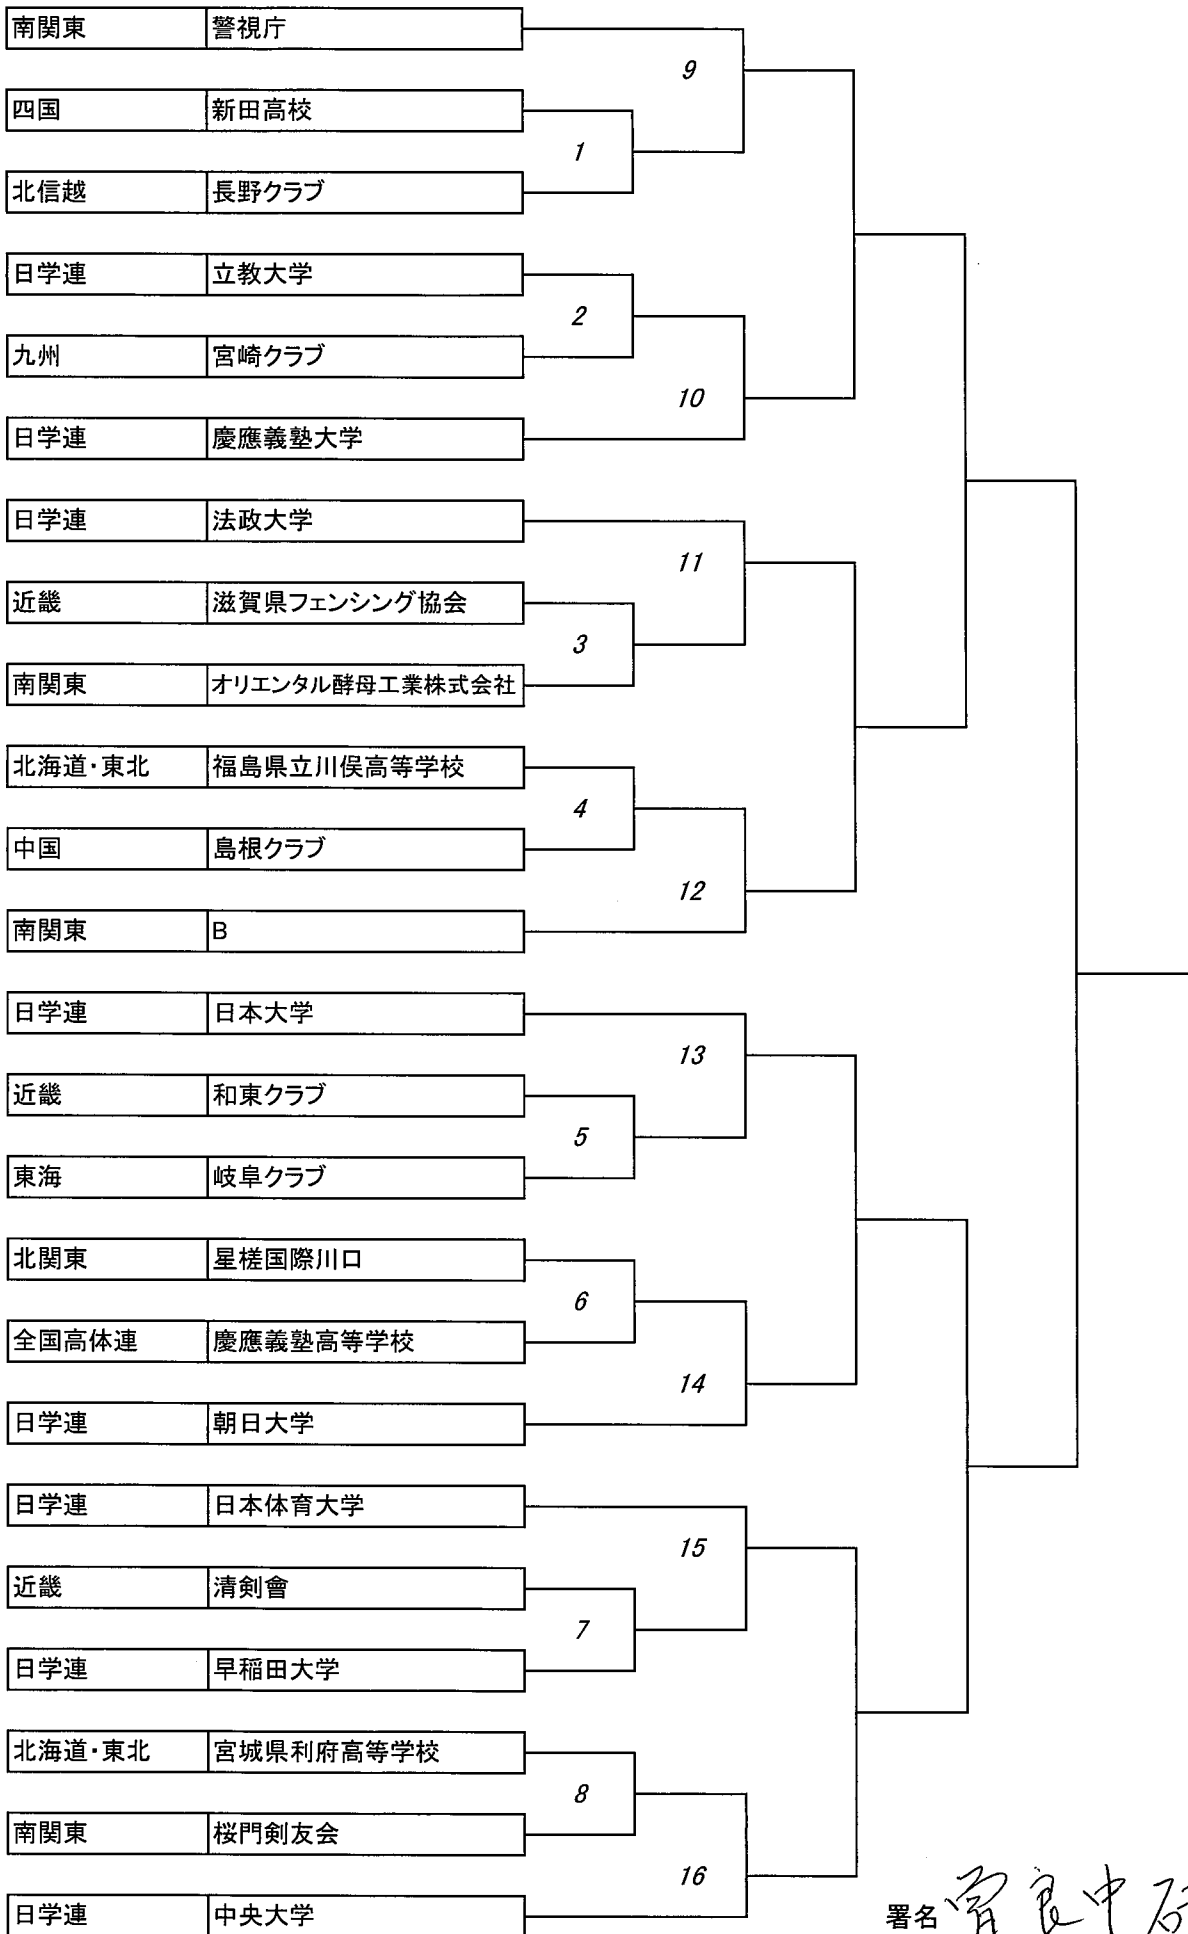 南関東 警視庁
9
四国 新田高校
1
北信越 長野クラブ
日学連 立教大学
2
九州 宮崎クラブ
10
日学連 慶應義塾大学
日学連 法政大学
11
近畿 滋賀県フェンシング協会
3
南関東 オリエンタル酵母工業株式会社
北海道・東北 福島県立川俣高等学校
4
中国 島根クラブ
12
南関東 B
日学連 日本大学
13
近畿 和東クラブ
5
東海 岐阜クラブ
北関東 星槎国際川口
6
全国高体連 慶應義塾高等学校
14
日学連 朝日大学
日学連 日本体育大学
15
近畿 清剣會
7
日学連 早稲田大学
北海道・東北 宮城県利府高等学校
8
南関東 桜門剣友会
16
日学連 中央大学
署名